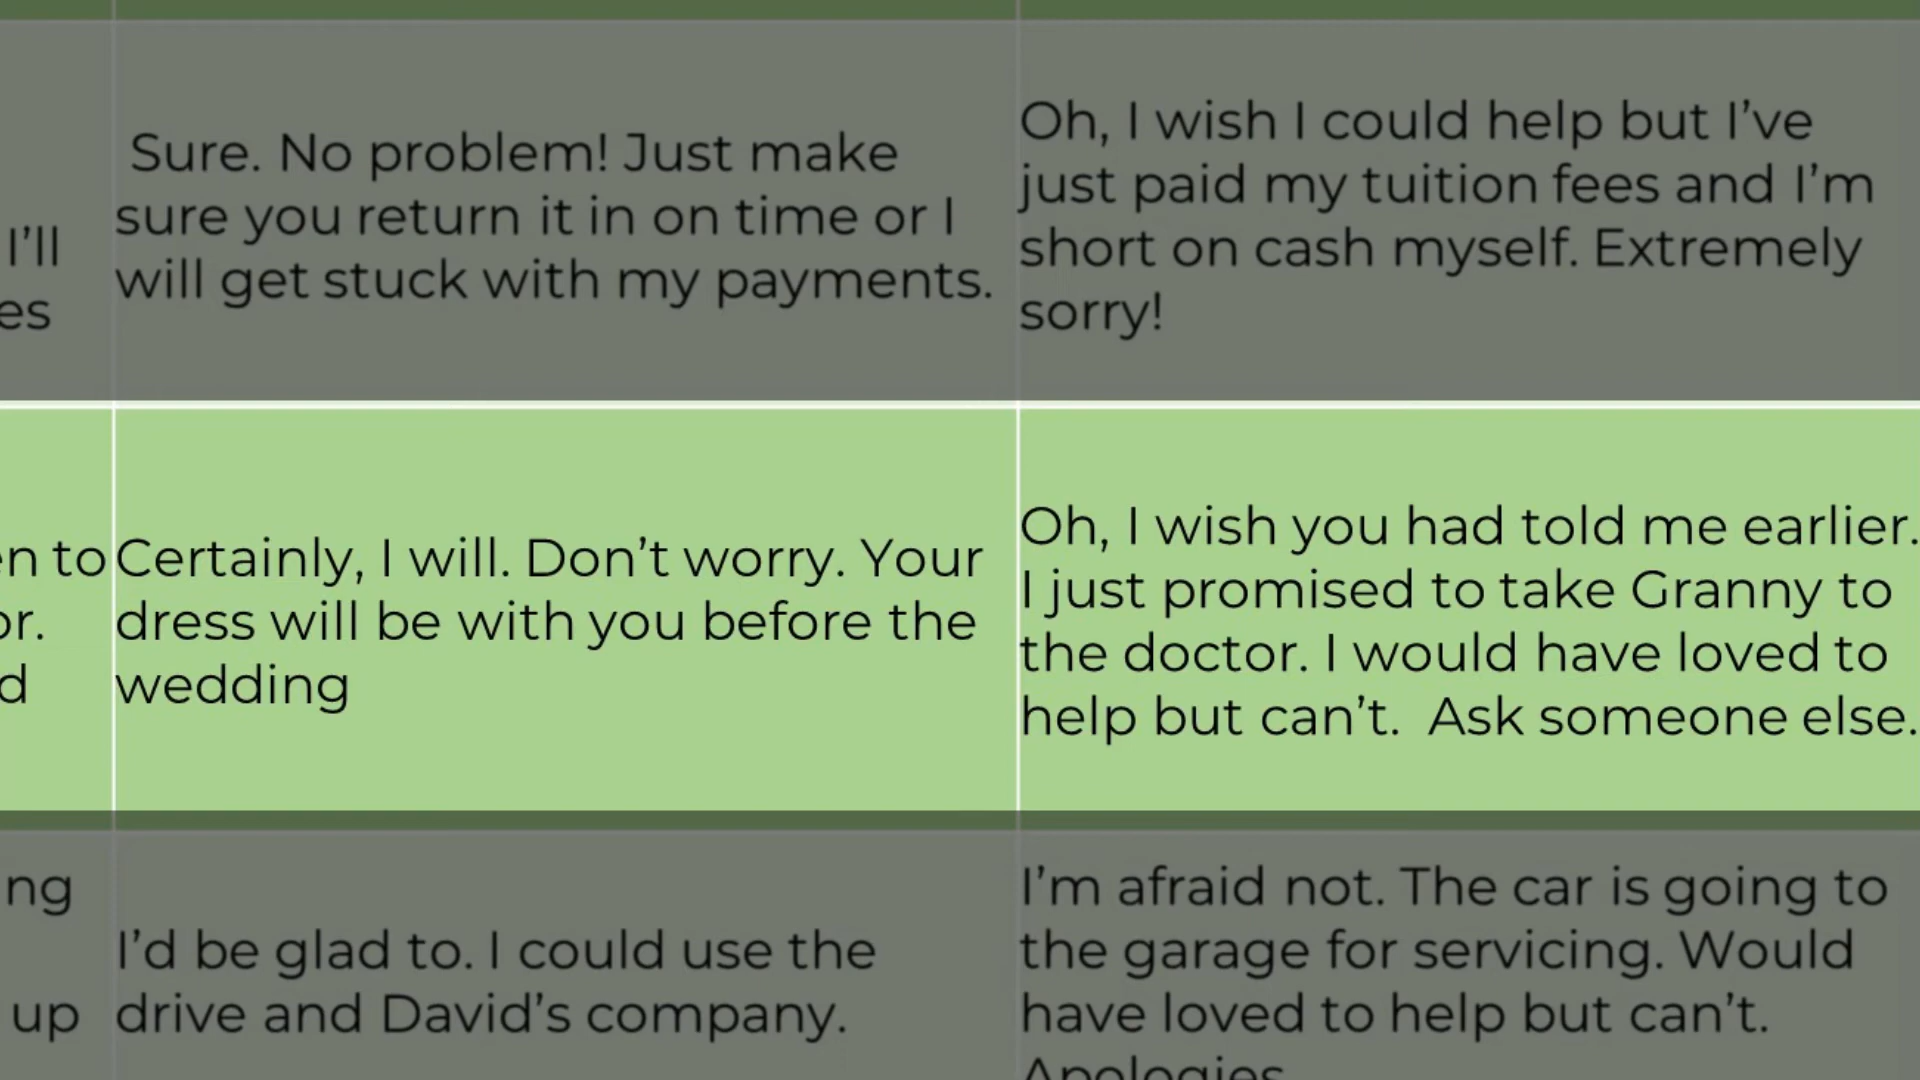 I'll
es
Sure. No problem! Just make
sure you return it in on time or I
will get stuck with my payments.
Oh, I wish I could help but I've
just paid my tuition fees and I'm
short on cash myself. Extremely
sorry!
en to
or.
d
Certainly, I will. Don't worry. Your
dress will be with you before the
wedding
Oh, I wish you had told me earlier.
I just promised to take Granny to
the doctor. I would have loved to
help but can't.  Ask someone else.
ng
up
I'd be glad to. I could use the
drive and David's company.
I'm afraid not. The car is going to
the garage for servicing. Would
have loved to help but can't.
Apologies